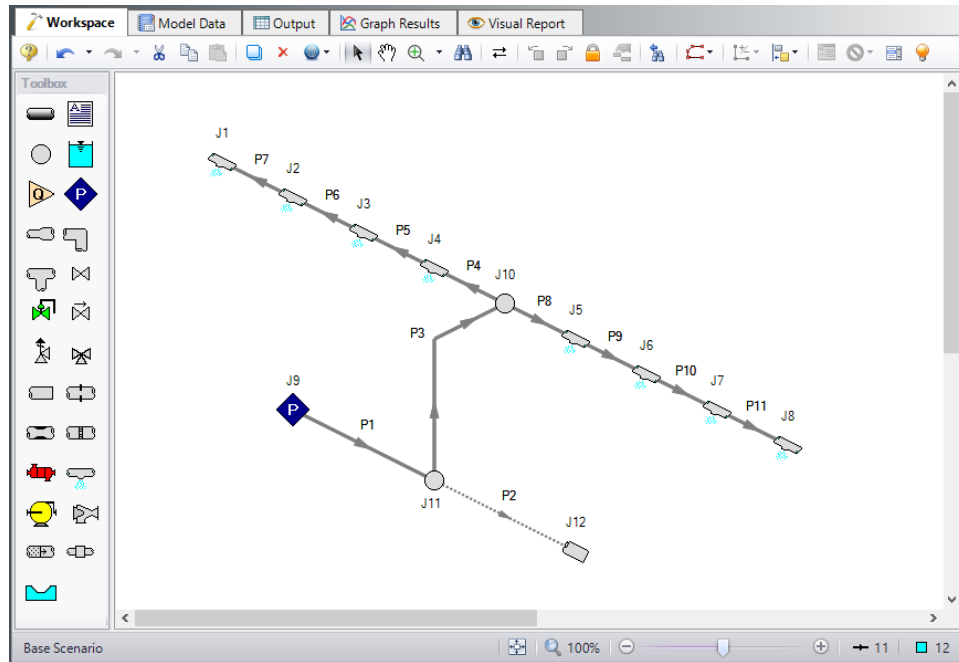 Workspace
Model Data
Output
Graph Results
Visual Report
Toolbox
A
Q
P
J1
P7
J2
P6
J3
P5
J4
P4
J10
P8
J5
P9
J6
P10
J7
P11
J8
P3
J9
P
P1
J11
P2
J12
Base Scenario
100%
11
12